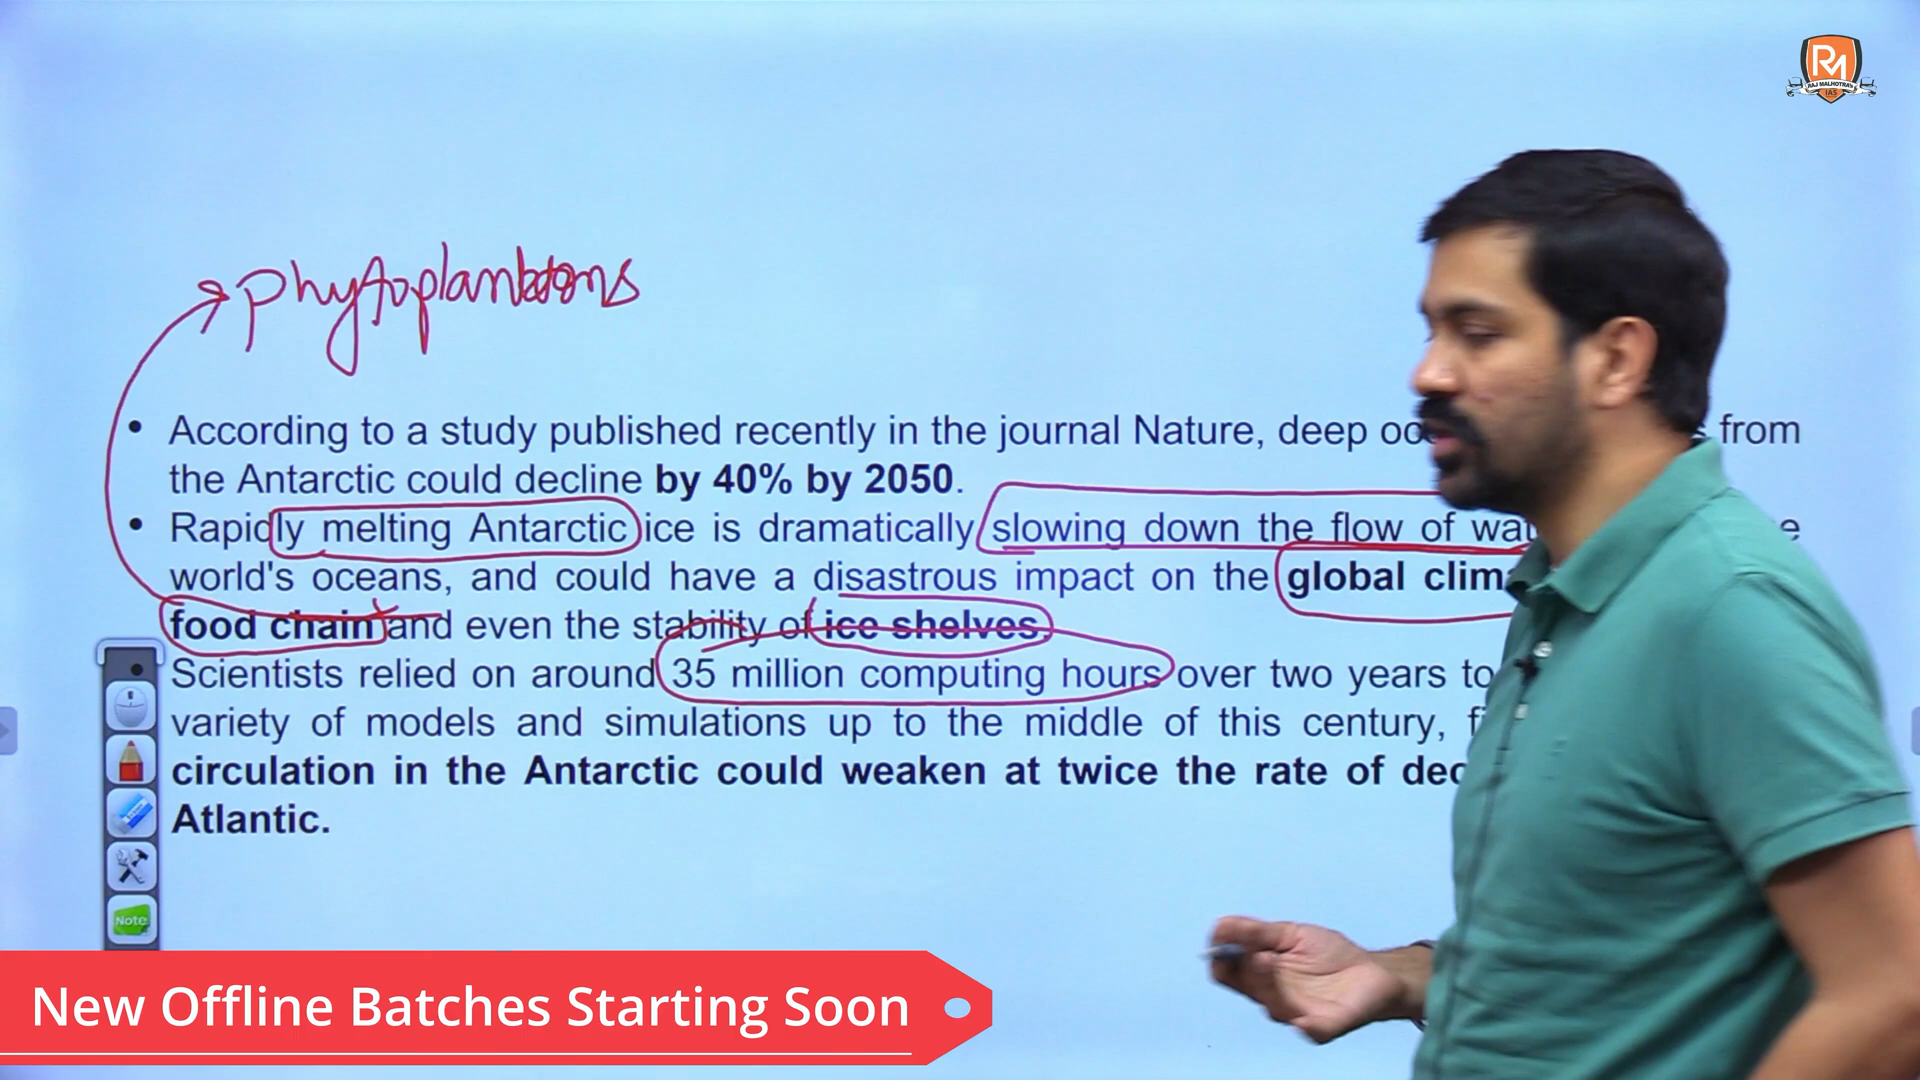 RM
RAJ MALHOTRA'S
IAS
phytoplanktons
• According to a study published recently in the journal Nature, deep from
the Antarctic could decline by 40% by 2050.
• Rapidly melting Antarctic ice is dramatically slowing down the flow of
world's oceans, and could have a disastrous impact on the global
food chain and even the stability of ice shelves.
Scientists relied on around 35 million computing hours over two years to
variety of models and simulations up to the middle of this century,
circulation in the Antarctic could weaken at twice the rate of
Atlantic.
Note
New Offline Batches Starting Soon